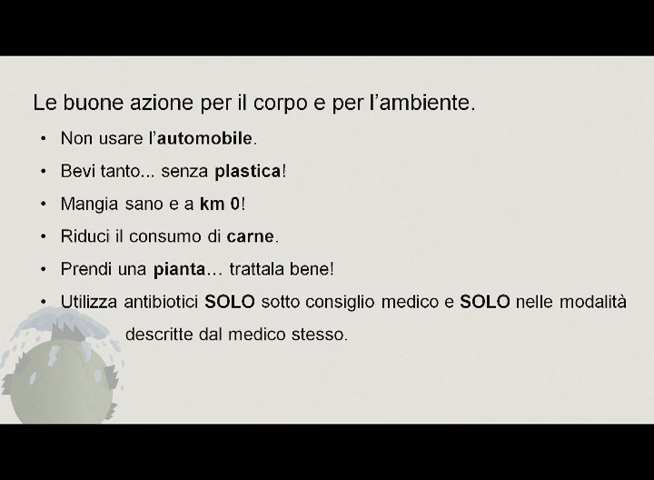 Le buone azione per il corpo e per l'ambiente.
• Non usare l'automobile.
• Bevi tanto... senza plastica!
• Mangia sano e a km 0!
• Riduci il consumo di carne.
• Prendi una pianta… trattala bene!
• Utilizza antibiotici SOLO sotto consiglio medico e SOLO nelle modalità
descritte dal medico stesso.